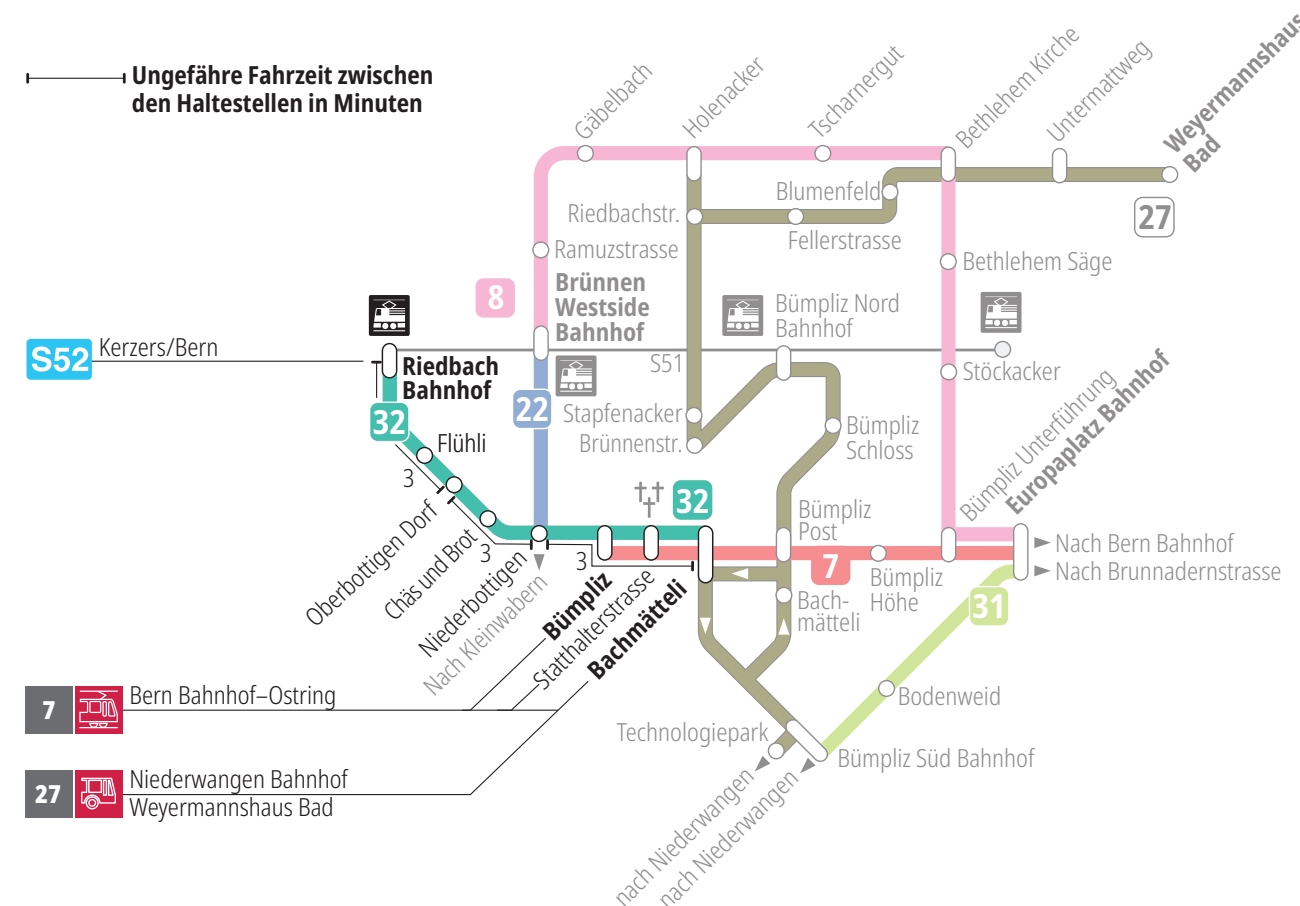 Ungefähre Fahrzeit zwischen
den Haltestellen in Minuten
Gäbelbach
Holenacker
Tscharnergut
Bethlehem Kirche
Untermattweg
Weyermannshaus
Bad
27
Blumenfeld
Riedbachstr.
Fellerstrasse
Ramuzstrasse
Bethlehem Säge
8
Brünnen
Westside
Bahnhof
Bümpliz Nord
Bahnhof
S52
Kerzers/Bern
Riedbach
Bahnhof
S51
Stöckacker
32
22
Stapfenacker
Brünnenstr.
Bümpliz
Schloss
Bümpliz Unterführung
Europaplatz Bahnhof
Flühli
3
Oberbottigen Dorf
Chäs und Brot
3
Niederbottigen
Nach Kleinwabern
3
32
Bümpliz
Statthalterstrasse
Bachmätteli
Bümpliz
Post
7
Bümpliz
Höhe
Bach-
mätteli
Nach Bern Bahnhof
Nach Brunnadernstrasse
31
Bodenweid
7
Bern Bahnhof–Ostring
Technologiepark
Bümpliz Süd Bahnhof
nach Niederwangen
nach Niederwangen
27
Niederwangen Bahnhof
Weyermannshaus Bad